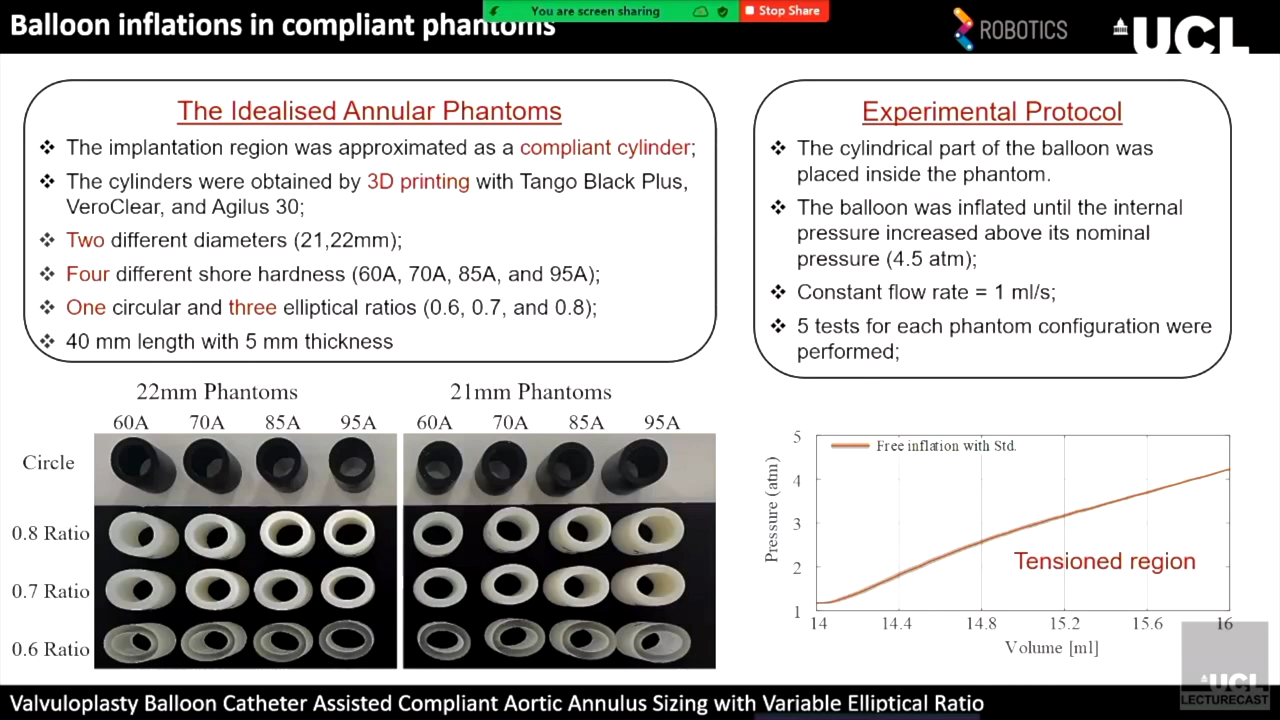 You are screen sharing
Stop Share
Balloon inflations in compliant phantoms
ROBOTICS
UCL
The Idealised Annular Phantoms
❖ The implantation region was approximated as a compliant cylinder;
❖ The cylinders were obtained by 3D printing with Tango Black Plus,
VeroClear, and Agilus 30;
❖ Two different diameters (21,22mm);
❖ Four different shore hardness (60A, 70A, 85A, and 95A);
❖ One circular and three elliptical ratios (0.6, 0.7, and 0.8);
❖ 40 mm length with 5 mm thickness
Experimental Protocol
❖ The cylindrical part of the balloon was
placed inside the phantom.
❖ The balloon was inflated until the internal
pressure increased above its nominal
pressure (4.5 atm);
❖ Constant flow rate = 1 ml/s;
❖ 5 tests for each phantom configuration were
performed;
22mm Phantoms
60A 70A 85A 95A
21mm Phantoms
60A 70A 85A 95A
Circle
0.8 Ratio
0.7 Ratio
0.6 Ratio
Pressure (atm)
5
4
3
2
1
Free inflation with Std.
Tensioned region
14 14.4 14.8 15.2 15.6 16
Volume [ml]
UCL
LECTURECAST
Valvuloplasty Balloon Catheter Assisted Compliant Aortic Annulus Sizing with Variable Elliptical Ratio